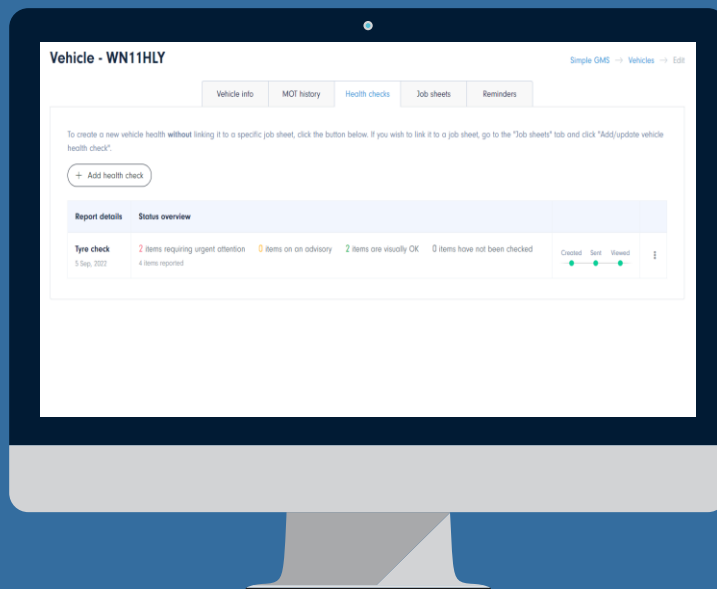 Vehicle - WN11HLY
Simple GMS → Vehicles → Edit
Vehicle info
MOT history
Health checks
Job sheets
Reminders
To create a new vehicle health without linking it to a specific job sheet, click the button below. If you wish to link it to a job sheet, go to the "Job sheets" tab and click "Add/update vehicle
health check".
+ Add health check
Report details Status overview
Tyre check 2 items requiring urgent attention 0 items on an advisory 2 items are visually OK 0 items have not been checked Created Sent Viewed
5 Sep, 2022 4 items reported